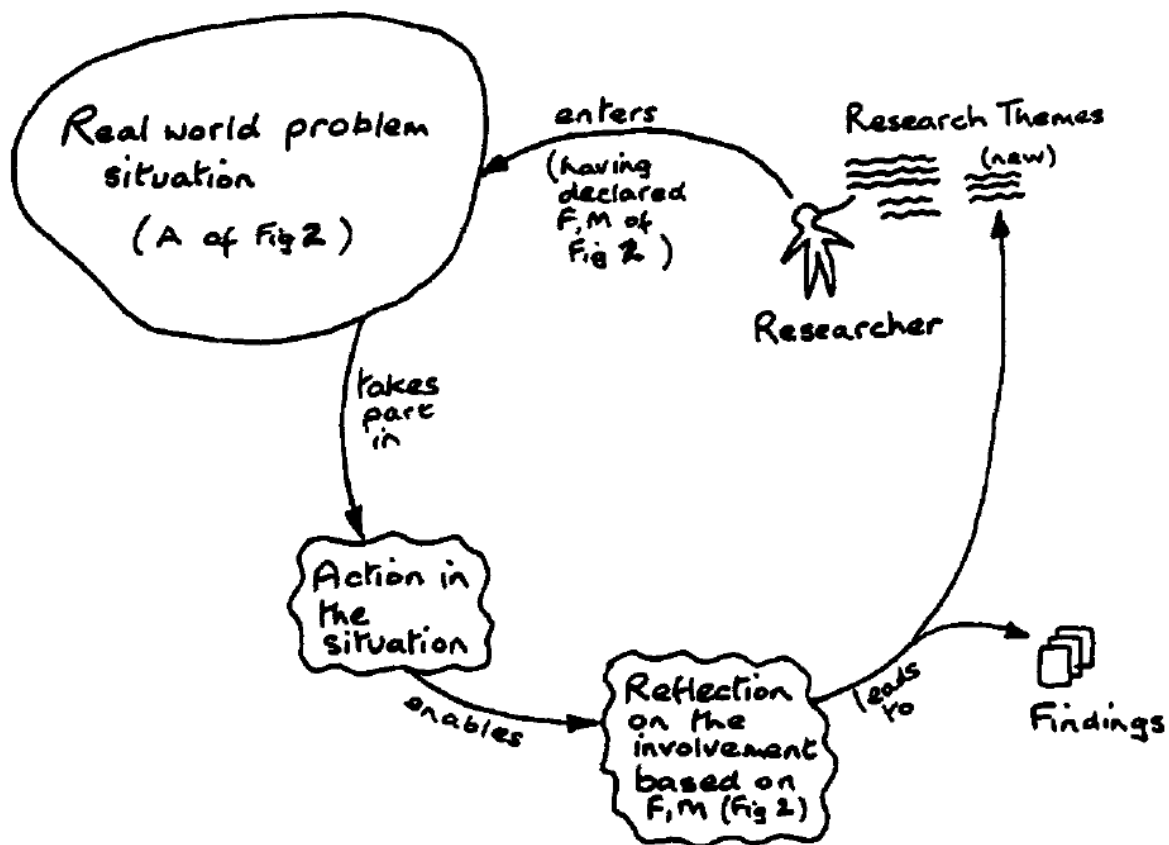 Real world problem
situation
(A of Fig 2)
enters
(having
declared
F, M of
Fig 2)
Research Themes
(new)
Researcher
takes
part
in
Action in
the
situation
enables
Reflection
on the
involvement
based on
F, M (Fig 2)
leads
to
Findings